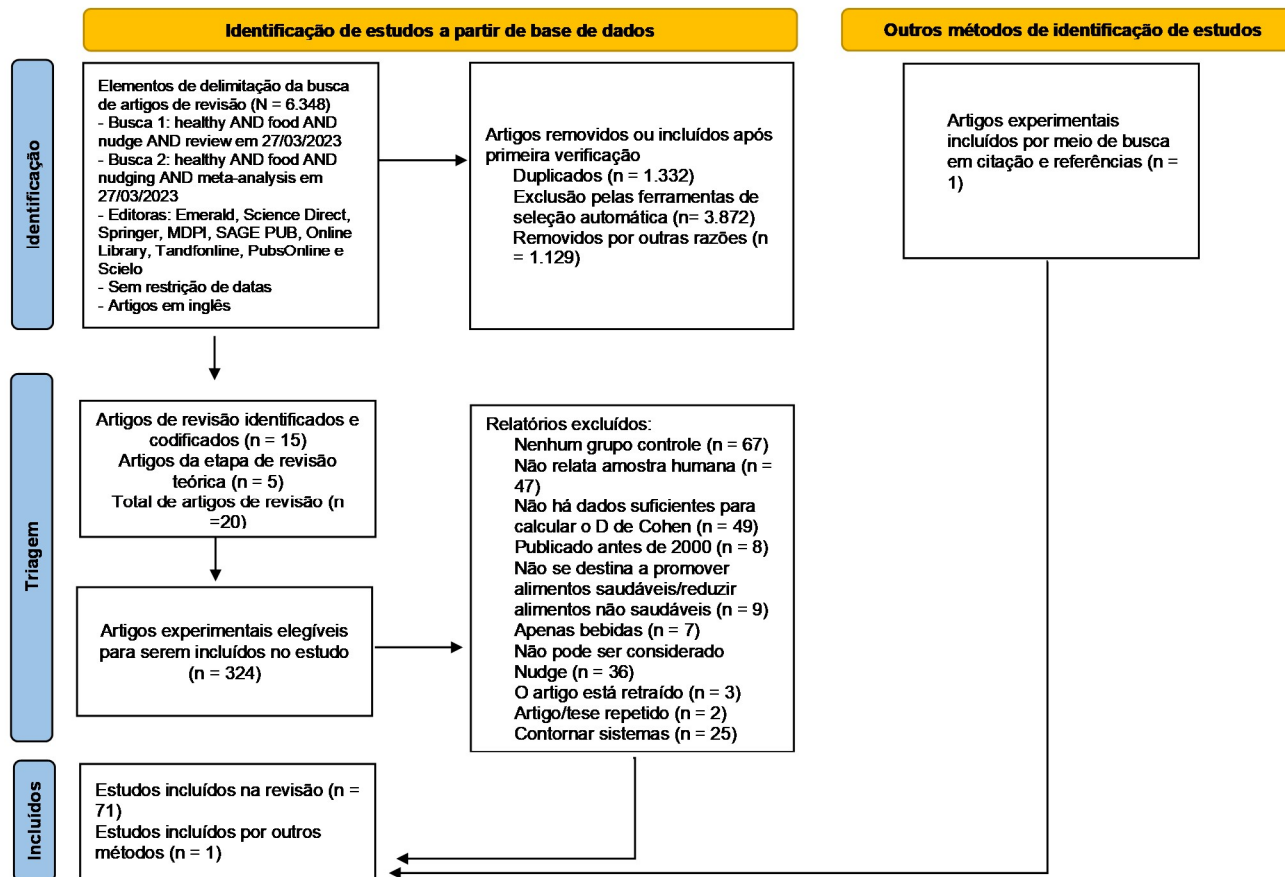 Identificação de estudos a partir de base de dados
Outros métodos de identificação de estudos
Identificação
Elementos de delimitação da busca
de artigos de revisão (N = 6.348)
- Busca 1: healthy AND food AND
nudge AND review em 27/03/2023
- Busca 2: healthy AND food AND
nudging AND meta-analysis em
27/03/2023
- Editoras: Emerald, Science Direct,
Springer, MDPI, SAGE PUB, Online
Library, Tandfonline, PubsOnline e
Scielo
- Sem restrição de datas
- Artigos em inglês
Artigos removidos ou incluídos após
primeira verificação
Duplicados (n = 1.332)
Exclusão pelas ferramentas de
seleção automática (n= 3.872)
Removidos por outras razões (n
= 1.129)
Artigos experimentais
incluídos por meio de busca
em citação e referências (n =
1)
Triagem
Artigos de revisão identificados e
codificados (n = 15)
Artigos da etapa de revisão
teórica (n = 5)
Total de artigos de revisão (n
=20)
Artigos experimentais elegíveis
para serem incluídos no estudo
(n = 324)
Relatórios excluídos:
Nenhum grupo controle (n = 67)
Não relata amostra humana (n =
47)
Não há dados suficientes para
calcular o D de Cohen (n = 49)
Publicado antes de 2000 (n = 8)
Não se destina a promover
alimentos saudáveis/reduzir
alimentos não saudáveis (n = 9)
Apenas bebidas (n = 7)
Não pode ser considerado
Nudge (n = 36)
O artigo está retraído (n = 3)
Artigo/tese repetido (n = 2)
Contornar sistemas (n = 25)
Incluídos
Estudos incluídos na revisão (n =
71)
Estudos incluídos por outros
métodos (n = 1)